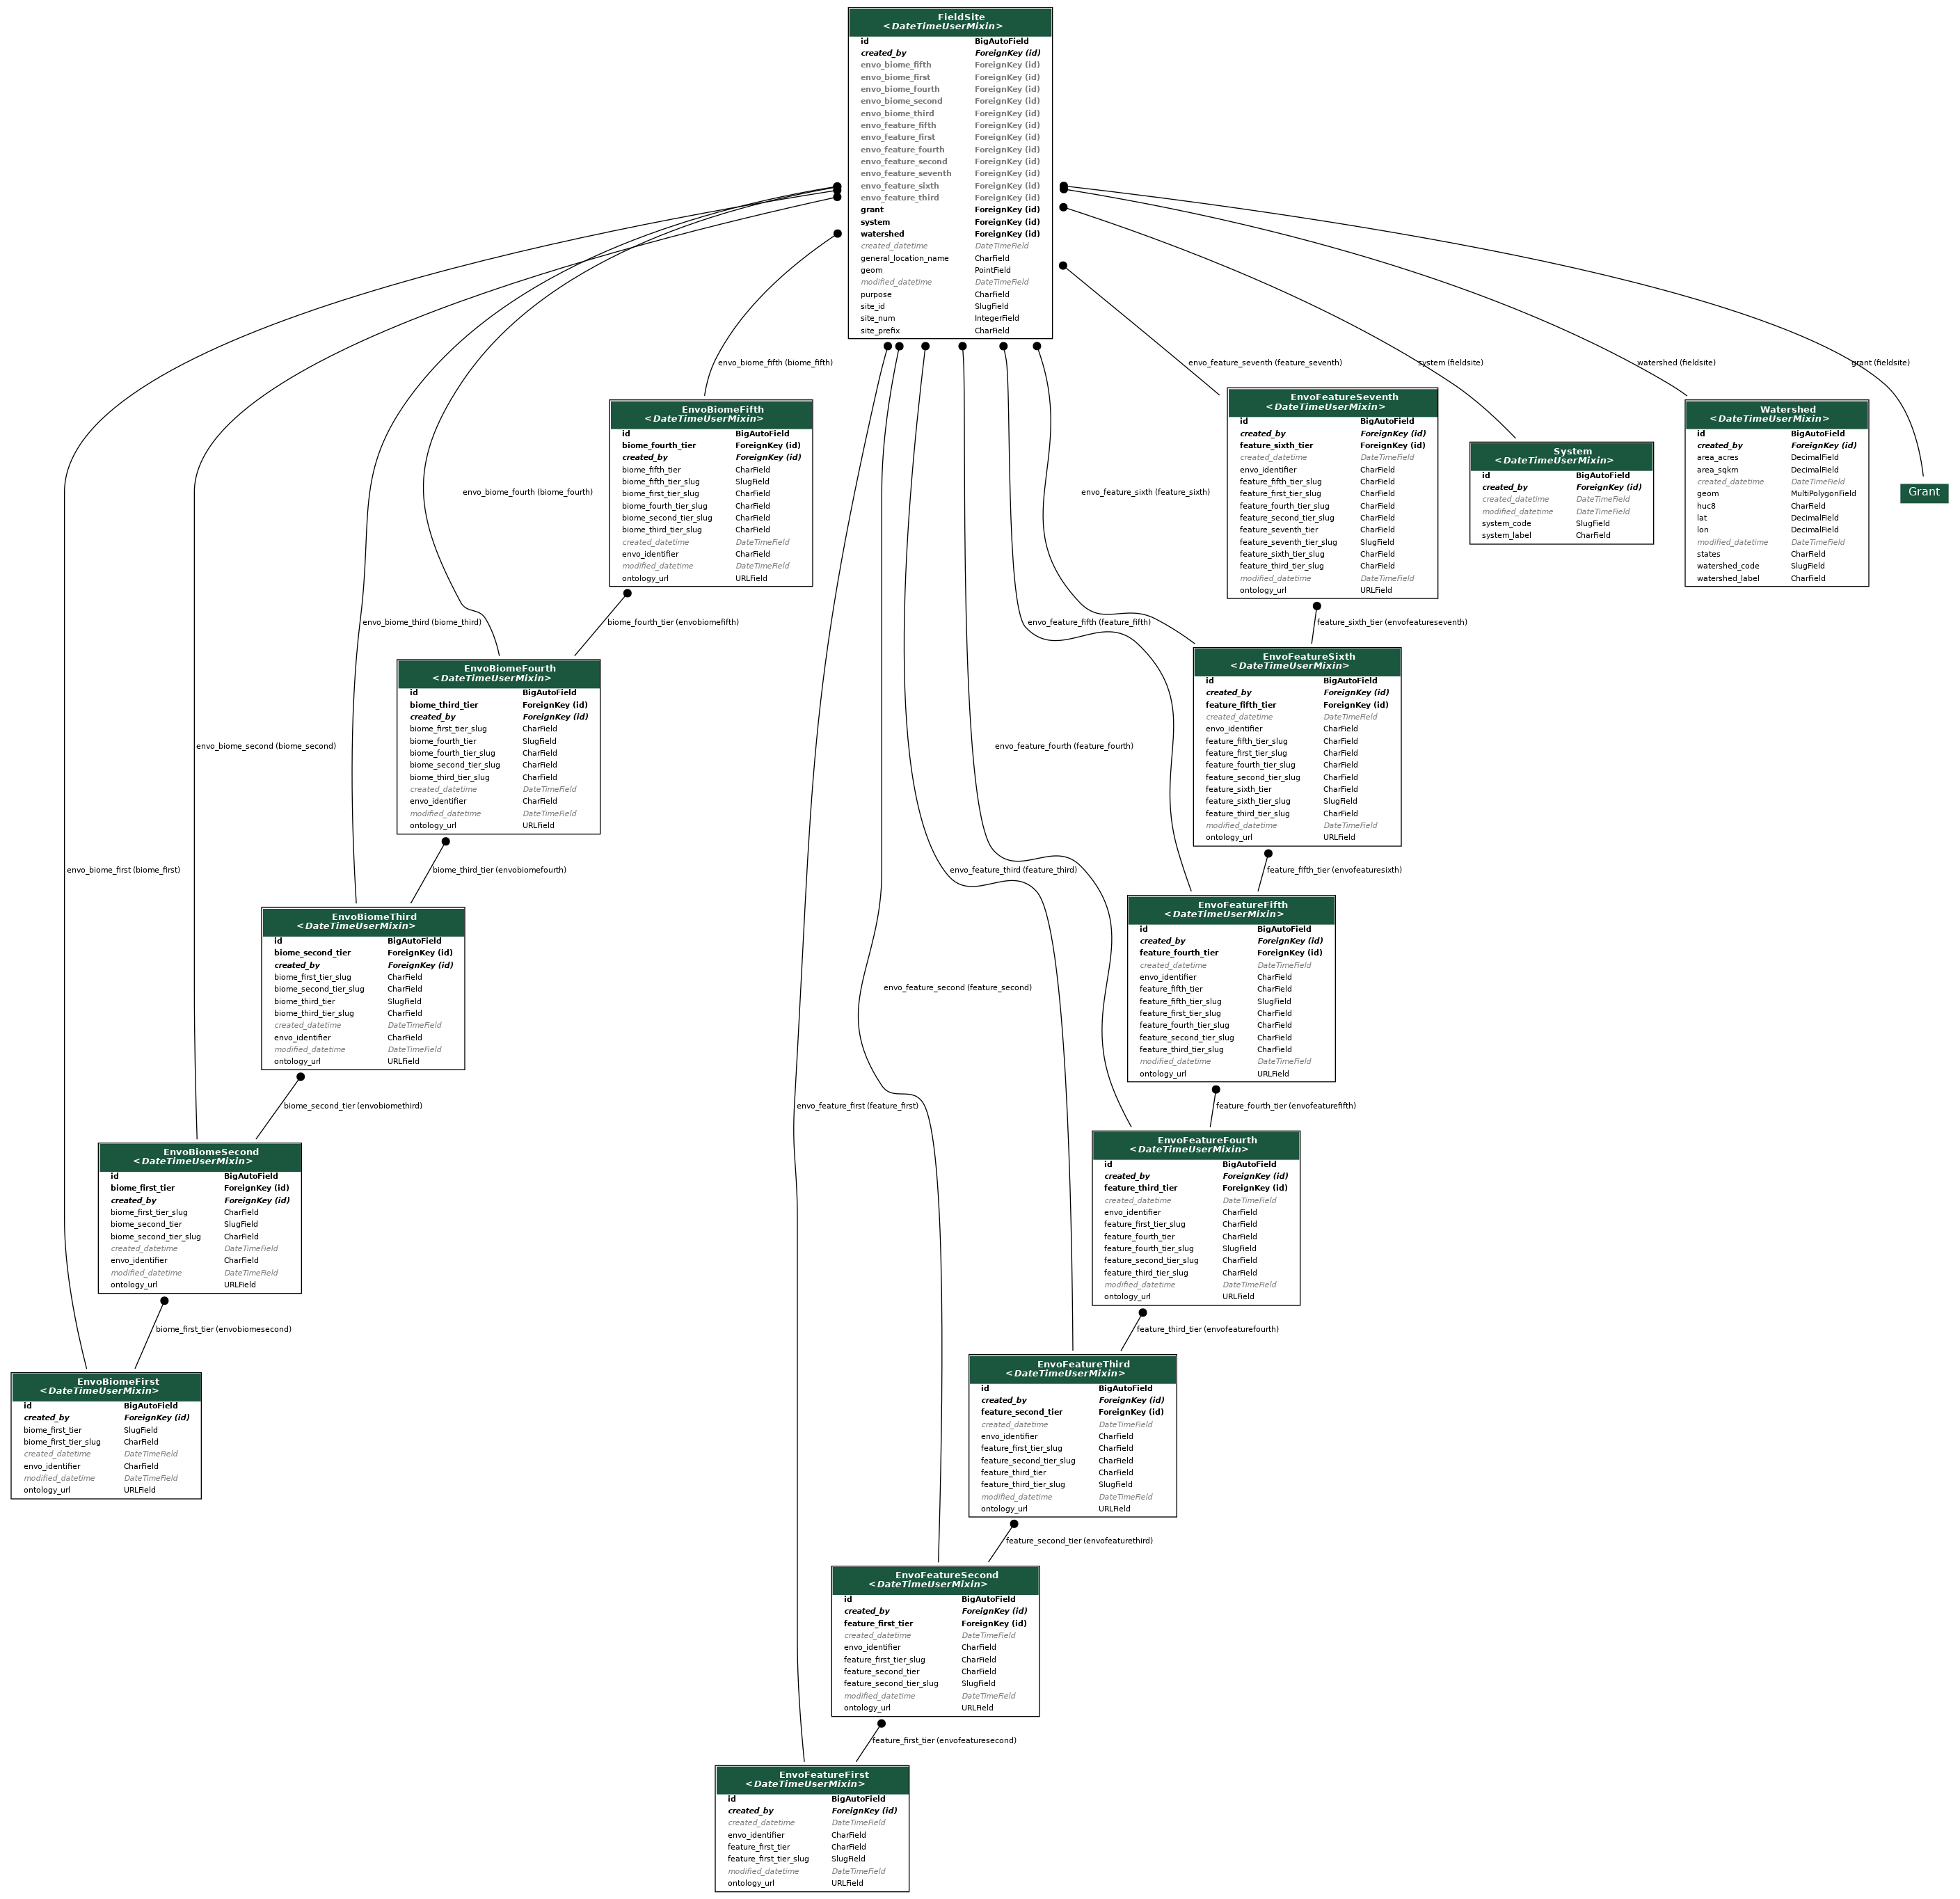 FieldSite
<DateTimeUserMixin>
id BigAutoField
created_by ForeignKey (id)
envo_biome_fifth ForeignKey (id)
envo_biome_first ForeignKey (id)
envo_biome_fourth ForeignKey (id)
envo_biome_second ForeignKey (id)
envo_biome_third ForeignKey (id)
envo_feature_fifth ForeignKey (id)
envo_feature_first ForeignKey (id)
envo_feature_fourth ForeignKey (id)
envo_feature_second ForeignKey (id)
envo_feature_seventh ForeignKey (id)
envo_feature_sixth ForeignKey (id)
envo_feature_third ForeignKey (id)
grant ForeignKey (id)
system ForeignKey (id)
watershed ForeignKey (id)
created_datetime DateTimeField
general_location_name CharField
geom PointField
modified_datetime DateTimeField
purpose CharField
site_id SlugField
site_num IntegerField
site_prefix CharField
envo_biome_fifth (biome_fifth)
envo_feature_seventh (feature_seventh)
system (fieldsite)
watershed (fieldsite)
grant (fieldsite)
EnvoBiomeFifth
<DateTimeUserMixin>
id BigAutoField
biome_fourth_tier ForeignKey (id)
created_by ForeignKey (id)
biome_fifth_tier CharField
biome_fifth_tier_slug SlugField
biome_first_tier_slug CharField
biome_fourth_tier_slug CharField
biome_second_tier_slug CharField
biome_third_tier_slug CharField
created_datetime DateTimeField
envo_identifier CharField
modified_datetime DateTimeField
ontology_url URLField
EnvoFeatureSeventh
<DateTimeUserMixin>
id BigAutoField
created_by ForeignKey (id)
feature_sixth_tier ForeignKey (id)
created_datetime DateTimeField
envo_identifier CharField
feature_fifth_tier_slug CharField
feature_first_tier_slug CharField
feature_fourth_tier_slug CharField
feature_second_tier_slug CharField
feature_seventh_tier CharField
feature_seventh_tier_slug SlugField
feature_sixth_tier_slug CharField
feature_third_tier_slug CharField
modified_datetime DateTimeField
ontology_url URLField
System
<DateTimeUserMixin>
id BigAutoField
created_by ForeignKey (id)
created_datetime DateTimeField
modified_datetime DateTimeField
system_code SlugField
system_label CharField
Watershed
<DateTimeUserMixin>
id BigAutoField
created_by ForeignKey (id)
area_acres DecimalField
area_sqkm DecimalField
created_datetime DateTimeField
geom MultiPolygonField
huc8 CharField
lat DecimalField
lon DecimalField
modified_datetime DateTimeField
states CharField
watershed_code SlugField
watershed_label CharField
Grant
envo_biome_fourth (biome_fourth)
envo_feature_sixth (feature_sixth)
envo_biome_third (biome_third)
biome_fourth_tier (envobiomefifth)
envo_feature_fifth (feature_fifth)
feature_sixth_tier (envofeatureseventh)
EnvoBiomeFourth
<DateTimeUserMixin>
id BigAutoField
biome_third_tier ForeignKey (id)
created_by ForeignKey (id)
biome_first_tier_slug CharField
biome_fourth_tier SlugField
biome_fourth_tier_slug CharField
biome_second_tier_slug CharField
biome_third_tier_slug CharField
created_datetime DateTimeField
envo_identifier CharField
modified_datetime DateTimeField
ontology_url URLField
EnvoFeatureSixth
<DateTimeUserMixin>
id BigAutoField
created_by ForeignKey (id)
feature_fifth_tier ForeignKey (id)
created_datetime DateTimeField
envo_identifier CharField
feature_fifth_tier_slug CharField
feature_first_tier_slug CharField
feature_fourth_tier_slug CharField
feature_second_tier_slug CharField
feature_sixth_tier CharField
feature_sixth_tier_slug SlugField
feature_third_tier_slug CharField
modified_datetime DateTimeField
ontology_url URLField
envo_biome_second (biome_second)
envo_feature_fourth (feature_fourth)
envo_biome_first (biome_first)
biome_third_tier (envobiomefourth)
envo_feature_third (feature_third)
feature_fifth_tier (envofeaturesixth)
EnvoBiomeThird
<DateTimeUserMixin>
id BigAutoField
biome_second_tier ForeignKey (id)
created_by ForeignKey (id)
biome_first_tier_slug CharField
biome_second_tier_slug CharField
biome_third_tier SlugField
biome_third_tier_slug CharField
created_datetime DateTimeField
envo_identifier CharField
modified_datetime DateTimeField
ontology_url URLField
EnvoFeatureFifth
<DateTimeUserMixin>
id BigAutoField
created_by ForeignKey (id)
feature_fourth_tier ForeignKey (id)
created_datetime DateTimeField
envo_identifier CharField
feature_fifth_tier CharField
feature_fifth_tier_slug SlugField
feature_first_tier_slug CharField
feature_fourth_tier_slug CharField
feature_second_tier_slug CharField
feature_third_tier_slug CharField
modified_datetime DateTimeField
ontology_url URLField
envo_feature_second (feature_second)
biome_second_tier (envobiomethird)
envo_feature_first (feature_first)
feature_fourth_tier (envofeaturefifth)
EnvoBiomeSecond
<DateTimeUserMixin>
id BigAutoField
biome_first_tier ForeignKey (id)
created_by ForeignKey (id)
biome_first_tier_slug CharField
biome_second_tier SlugField
biome_second_tier_slug CharField
created_datetime DateTimeField
envo_identifier CharField
modified_datetime DateTimeField
ontology_url URLField
EnvoFeatureFourth
<DateTimeUserMixin>
id BigAutoField
created_by ForeignKey (id)
feature_third_tier ForeignKey (id)
created_datetime DateTimeField
envo_identifier CharField
feature_first_tier_slug CharField
feature_fourth_tier CharField
feature_fourth_tier_slug SlugField
feature_second_tier_slug CharField
feature_third_tier_slug CharField
modified_datetime DateTimeField
ontology_url URLField
biome_first_tier (envobiomesecond)
feature_third_tier (envofeaturefourth)
EnvoBiomeFirst
<DateTimeUserMixin>
id BigAutoField
created_by ForeignKey (id)
biome_first_tier SlugField
biome_first_tier_slug CharField
created_datetime DateTimeField
envo_identifier CharField
modified_datetime DateTimeField
ontology_url URLField
EnvoFeatureThird
<DateTimeUserMixin>
id BigAutoField
created_by ForeignKey (id)
feature_second_tier ForeignKey (id)
created_datetime DateTimeField
envo_identifier CharField
feature_first_tier_slug CharField
feature_second_tier_slug CharField
feature_third_tier CharField
feature_third_tier_slug SlugField
modified_datetime DateTimeField
ontology_url URLField
feature_second_tier (envofeaturethird)
EnvoFeatureSecond
<DateTimeUserMixin>
id BigAutoField
created_by ForeignKey (id)
feature_first_tier ForeignKey (id)
created_datetime DateTimeField
envo_identifier CharField
feature_first_tier_slug CharField
feature_second_tier CharField
feature_second_tier_slug SlugField
modified_datetime DateTimeField
ontology_url URLField
feature_first_tier (envofeaturesecond)
EnvoFeatureFirst
<DateTimeUserMixin>
id BigAutoField
created_by ForeignKey (id)
created_datetime DateTimeField
envo_identifier CharField
feature_first_tier CharField
feature_first_tier_slug SlugField
modified_datetime DateTimeField
ontology_url URLField